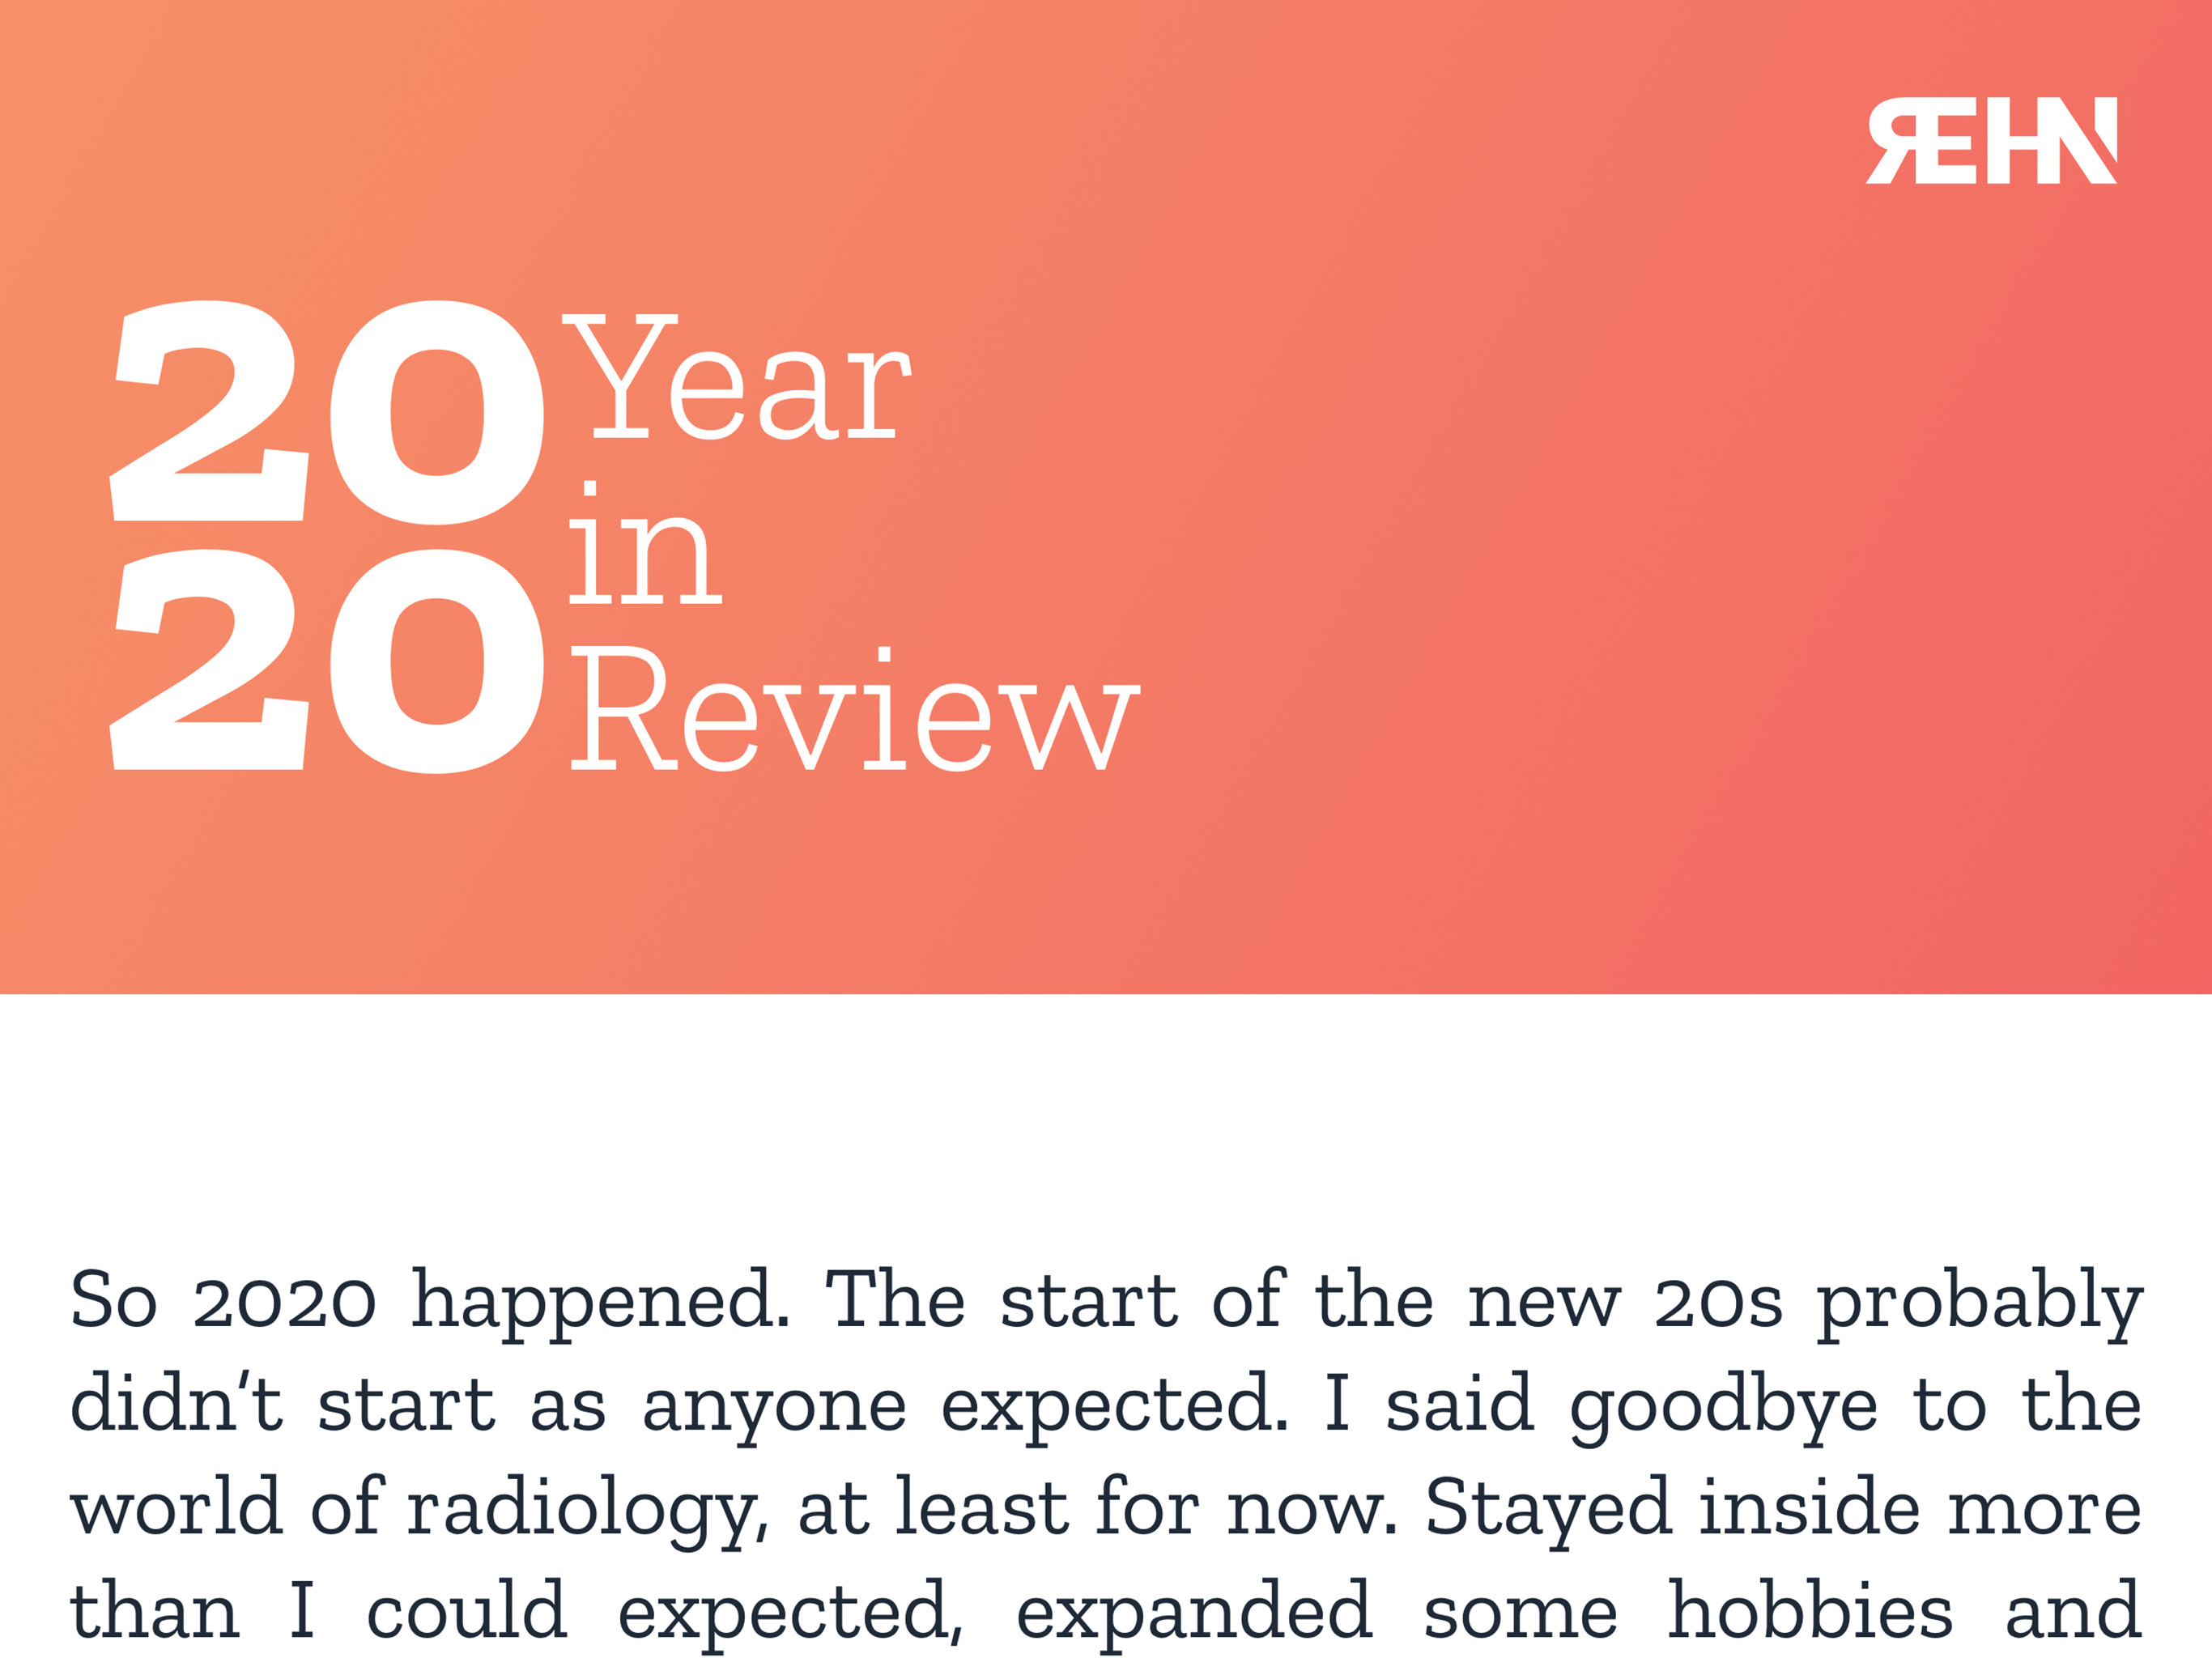 REHN
20 Year
in
20 Review
So 2020 happened. The start of the new 20s probably
didn't start as anyone expected. I said goodbye to the
world of radiology, at least for now. Stayed inside more
than I could expected, expanded some hobbies and